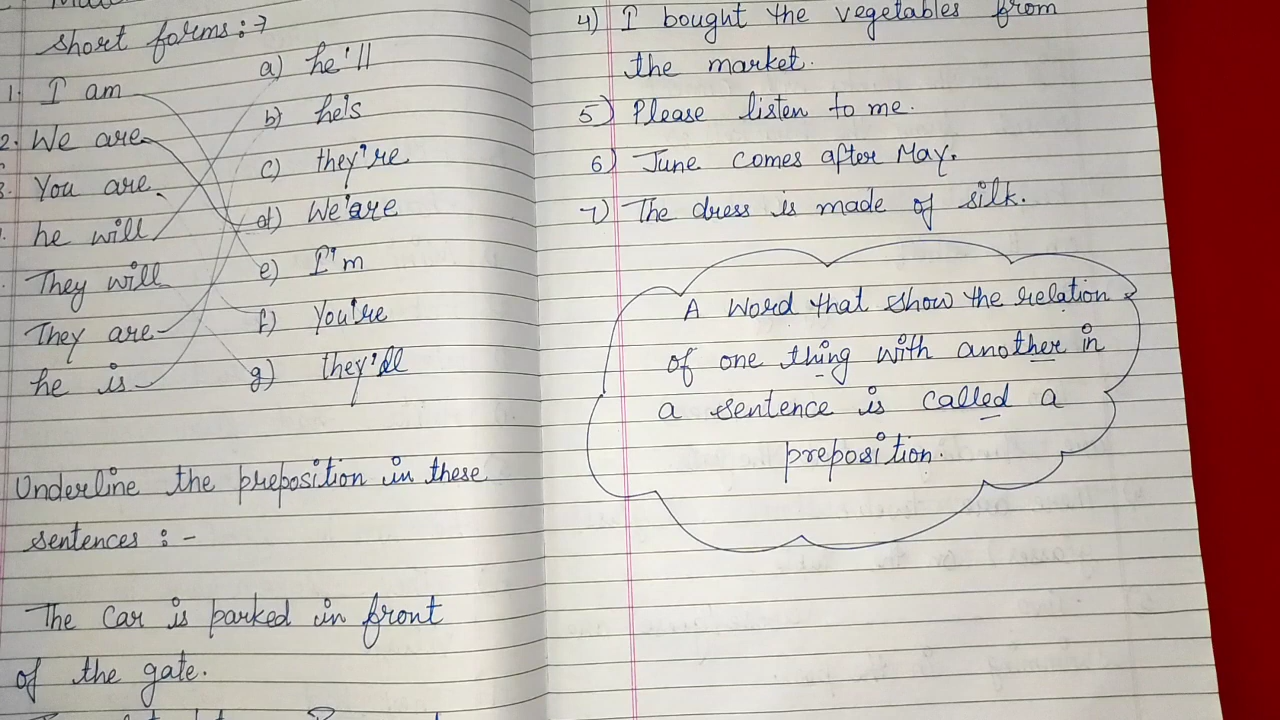 short forms :→
1. I am
a) he'll
2. We are
b) he's
3. You are
c) they're
he will
d) We'are
They will
e) I'm
They are
f) You're
he is
g) they'll
Underline the preposition in these
sentences : -
The car is parked in front
of the gate.
4) I bought the vegetables from
the market.
5) Please listen to me.
6) June comes after May.
7) The dress is made of silk.
A word that show the relation
of one thing with another in
a sentence is called a
preposition.